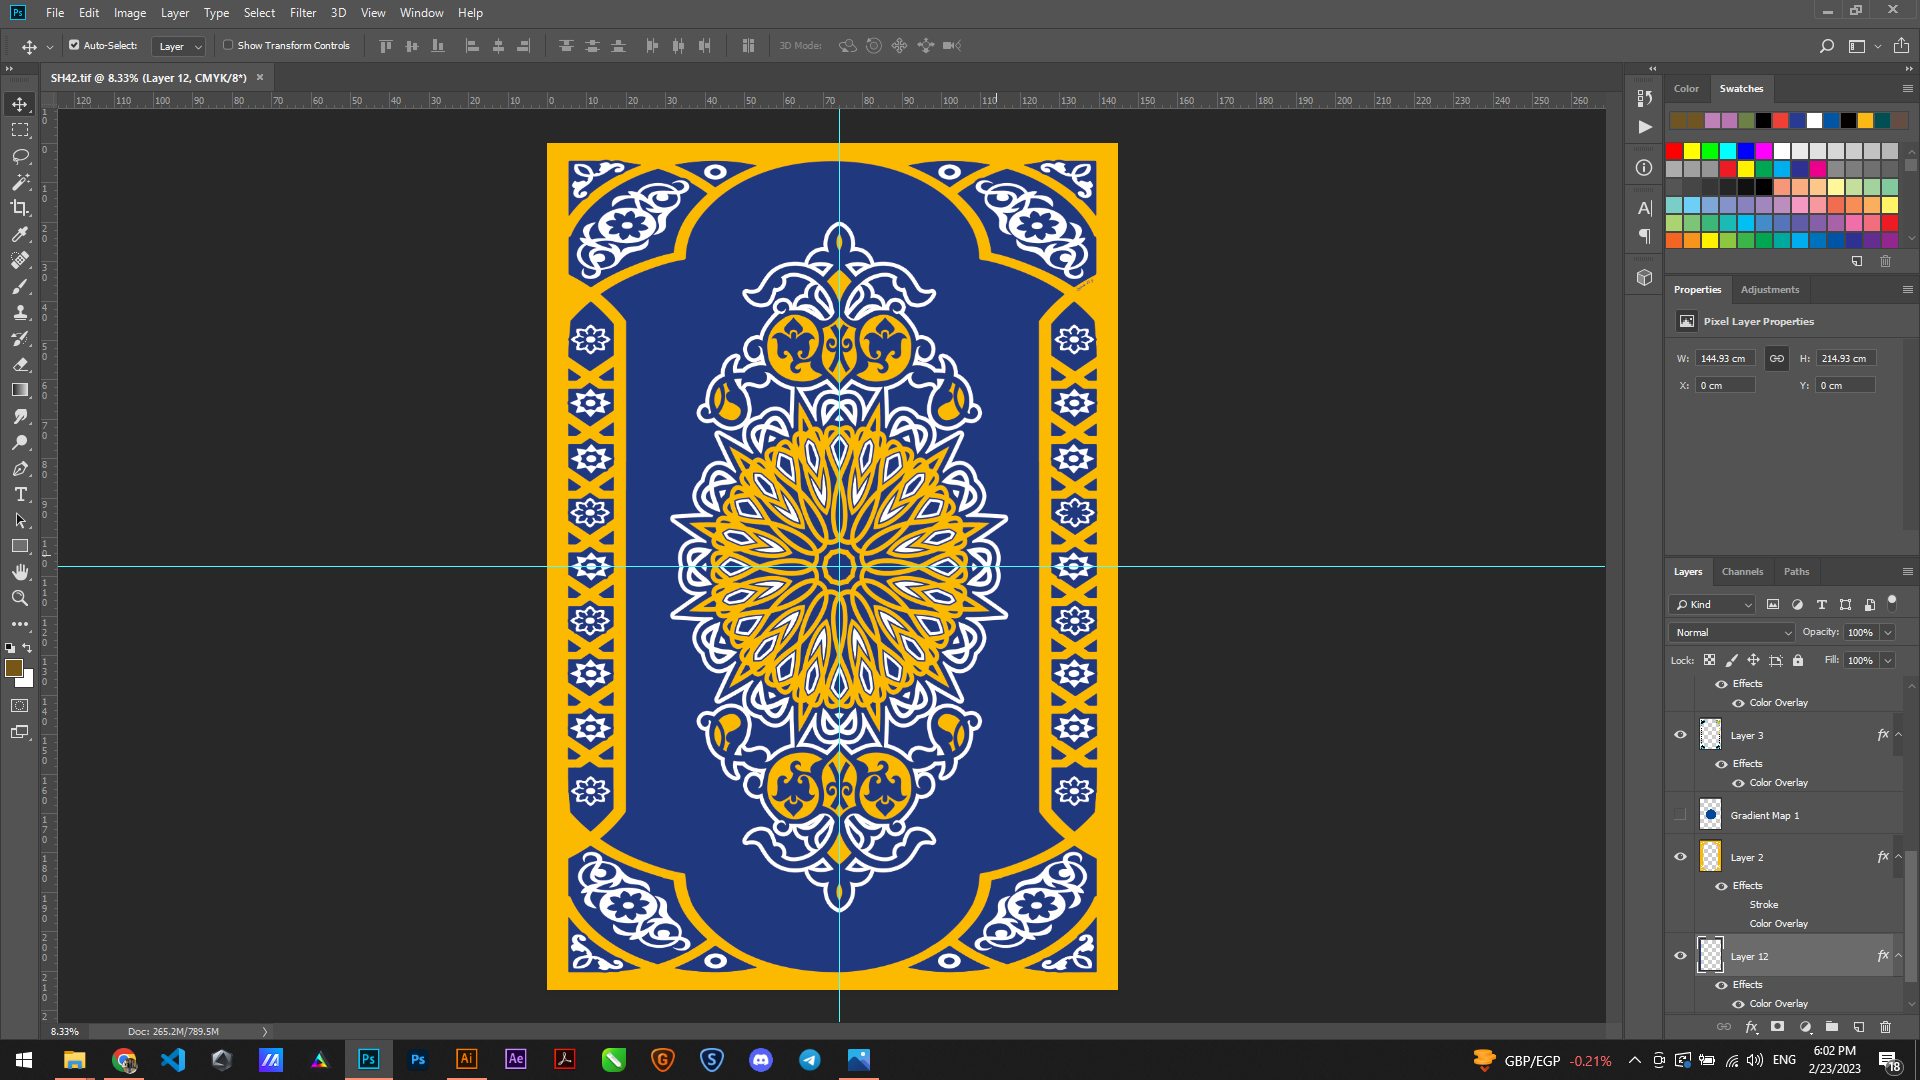 File Edit Image Layer Type Select Filter 3D View Window Help
Auto-Select: Layer Show Transform Controls 3D Mode:
SH42.tif @ 8.33% (Layer 12, CMYK/8*)
120 110 100 90 80 70 60 50 40 30 20 10 0 10 20 30 40 50 60 70 80 90 100 110 120 130 140 150 160 170 180 190 200 210 220 230 240 250 260
Color Swatches
Properties Adjustments
Pixel Layer Properties
W: 144.93 cm H: 214.93 cm
X: 0 cm Y: 0 cm
Layers Channels Paths
Kind
Normal Opacity: 100%
Lock: Fill: 100%
Effects
Color Overlay
Layer 3 fx
Effects
Color Overlay
Gradient Map 1
Layer 2 fx
Effects
Stroke
Color Overlay
Layer 12 fx
Effects
Color Overlay
8.33% Doc: 265.2M/789.5M
GBP/EGP -0.21% ENG 6:02 PM
2/23/2023 18